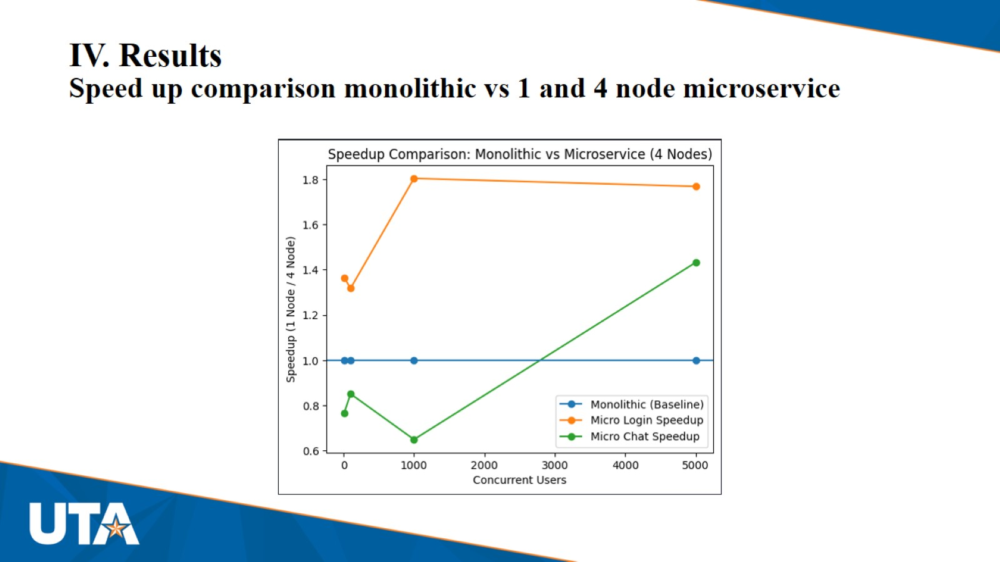 IV. Results
Speed up comparison monolithic vs 1 and 4 node microservice
Speedup Comparison: Monolithic vs Microservice (4 Nodes)
Speedup (1 Node / 4 Node)
1.8
1.6
1.4
1.2
1.0
0.8
0.6
Monolithic (Baseline)
Micro Login Speedup
Micro Chat Speedup
0 1000 2000 3000 4000 5000
Concurrent Users
UTA